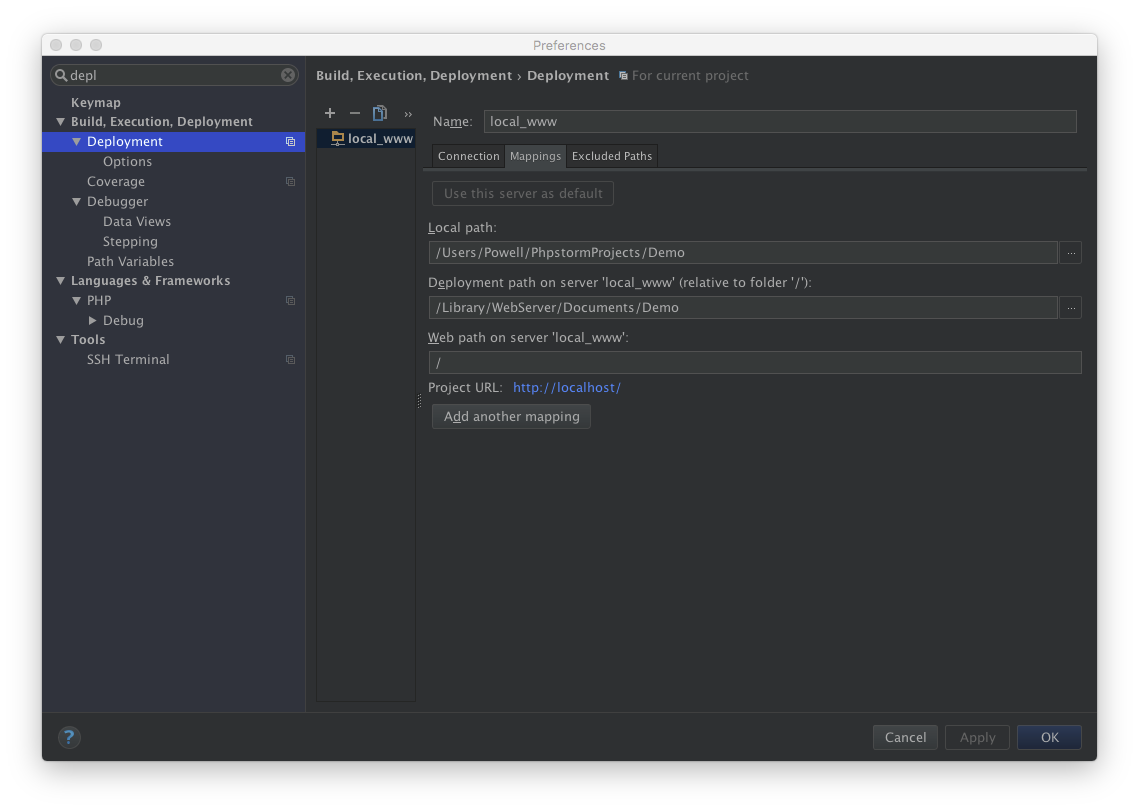 Preferences
depl
Keymap
Build, Execution, Deployment
Deployment
Options
Coverage
Debugger
Data Views
Stepping
Path Variables
Languages & Frameworks
PHP
Debug
Tools
SSH Terminal
Build, Execution, Deployment › Deployment For current project
+ − »
local_www
Name: local_www
Connection Mappings Excluded Paths
Use this server as default
Local path:
/Users/Powell/PhpstormProjects/Demo ...
Deployment path on server 'local_www' (relative to folder '/'):
/Library/WebServer/Documents/Demo ...
Web path on server 'local_www':
/
Project URL: http://localhost/
Add another mapping
? Cancel Apply OK